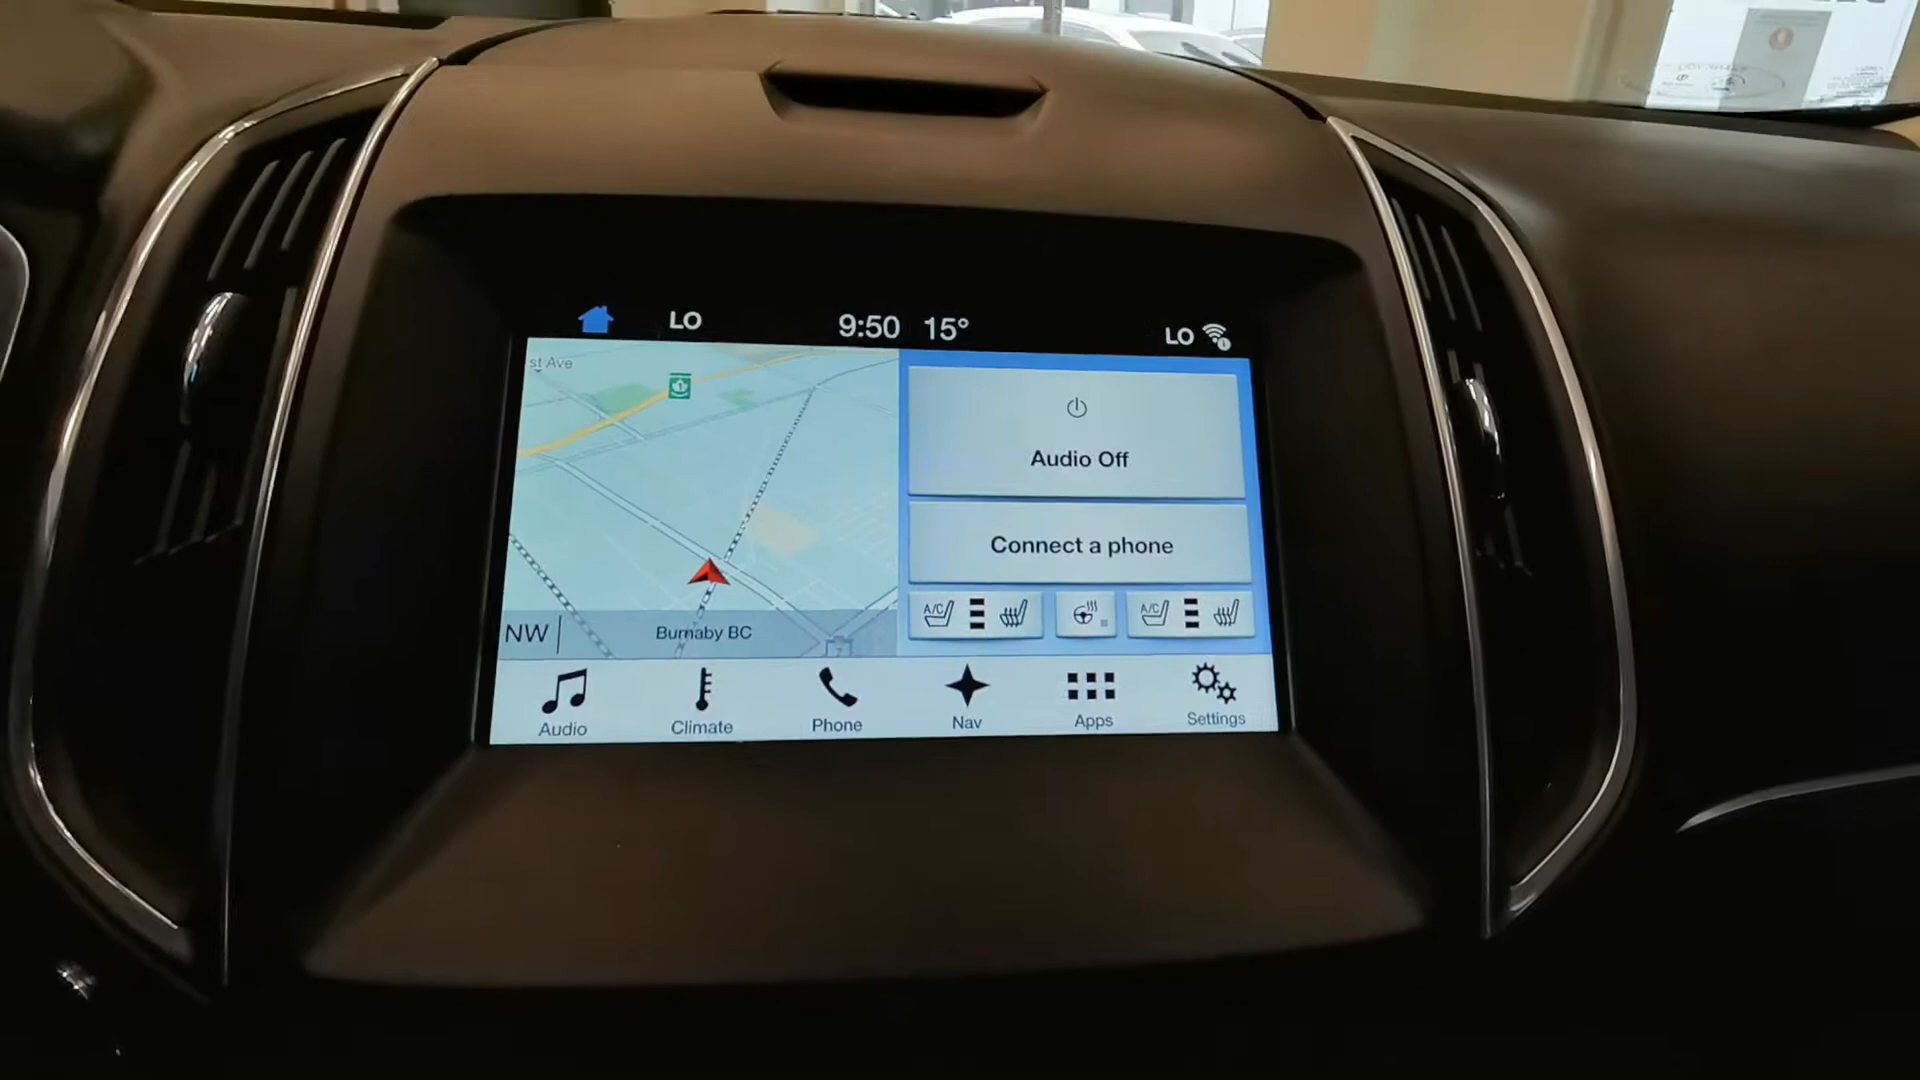 LO 9:50 15° LO
st Ave
1
Audio Off
Connect a phone
A/C A/C
NW Burnaby BC
Audio Climate Phone Nav Apps Settings